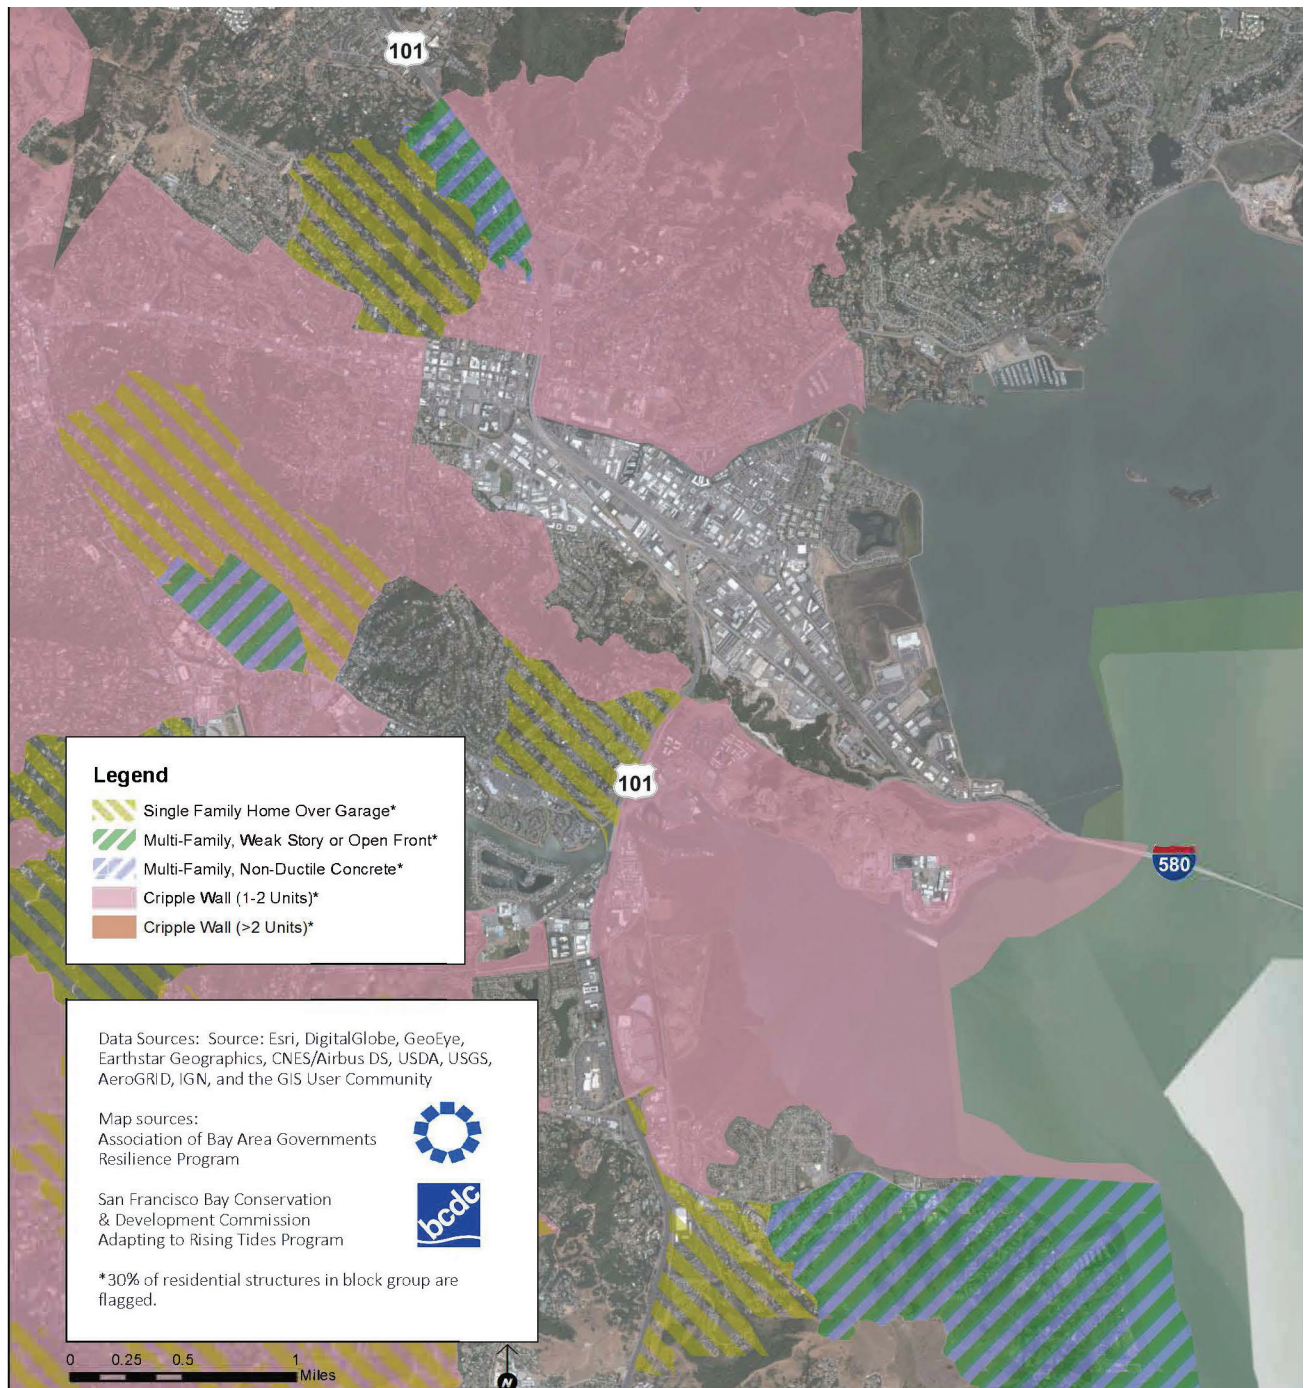 101
Legend
Single Family Home Over Garage*
Multi-Family, Weak Story or Open Front*
Multi-Family, Non-Ductile Concrete*
101
Cripple Wall (1-2 Units)*
580
Cripple Wall (>2 Units)*
Data Sources: Source: Esri, DigitalGlobe, GeoEye,
Earthstar Geographics, CNES/Airbus DS, USDA, USGS,
AeroGRID, IGN, and the GIS User Community
Map sources:
Association of Bay Area Governments
Resilience Program
San Francisco Bay Conservation
& Development Commission
Adapting to Rising Tides Program
bcdc
*30% of residential structures in block group are
flagged.
0 0.25 0.5 1
Miles
N